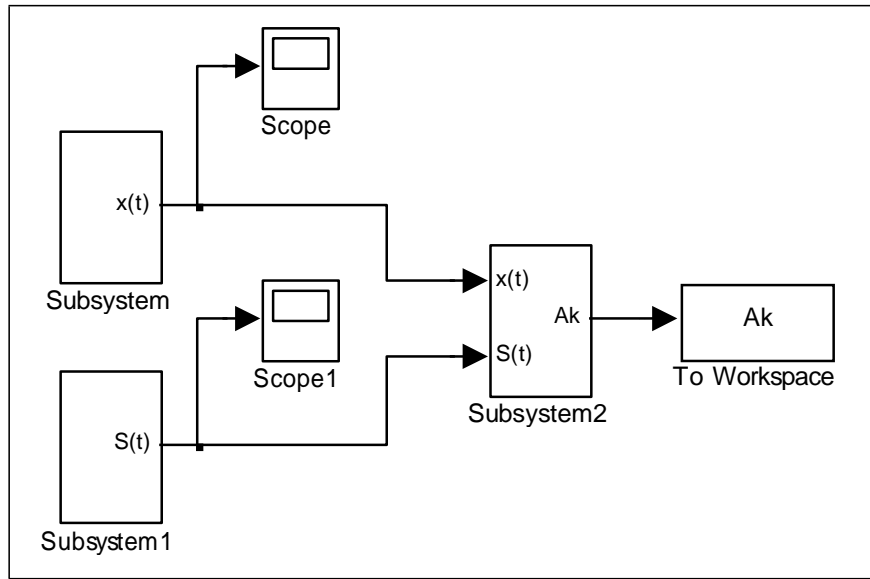 Scope
x(t)
Subsystem
Scope1
S(t)
Subsystem1
x(t)
S(t)
Ak
Subsystem2
Ak
To Workspace